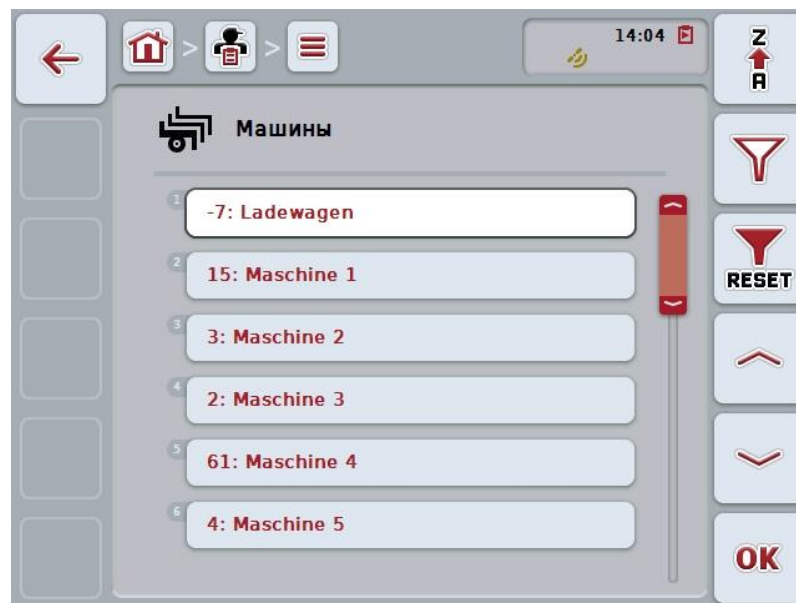 14:04
Z
A
Машины
1
-7: Ladewagen
2
15: Maschine 1
RESET
3
3: Maschine 2
4
2: Maschine 3
5
61: Maschine 4
6
4: Maschine 5
OK